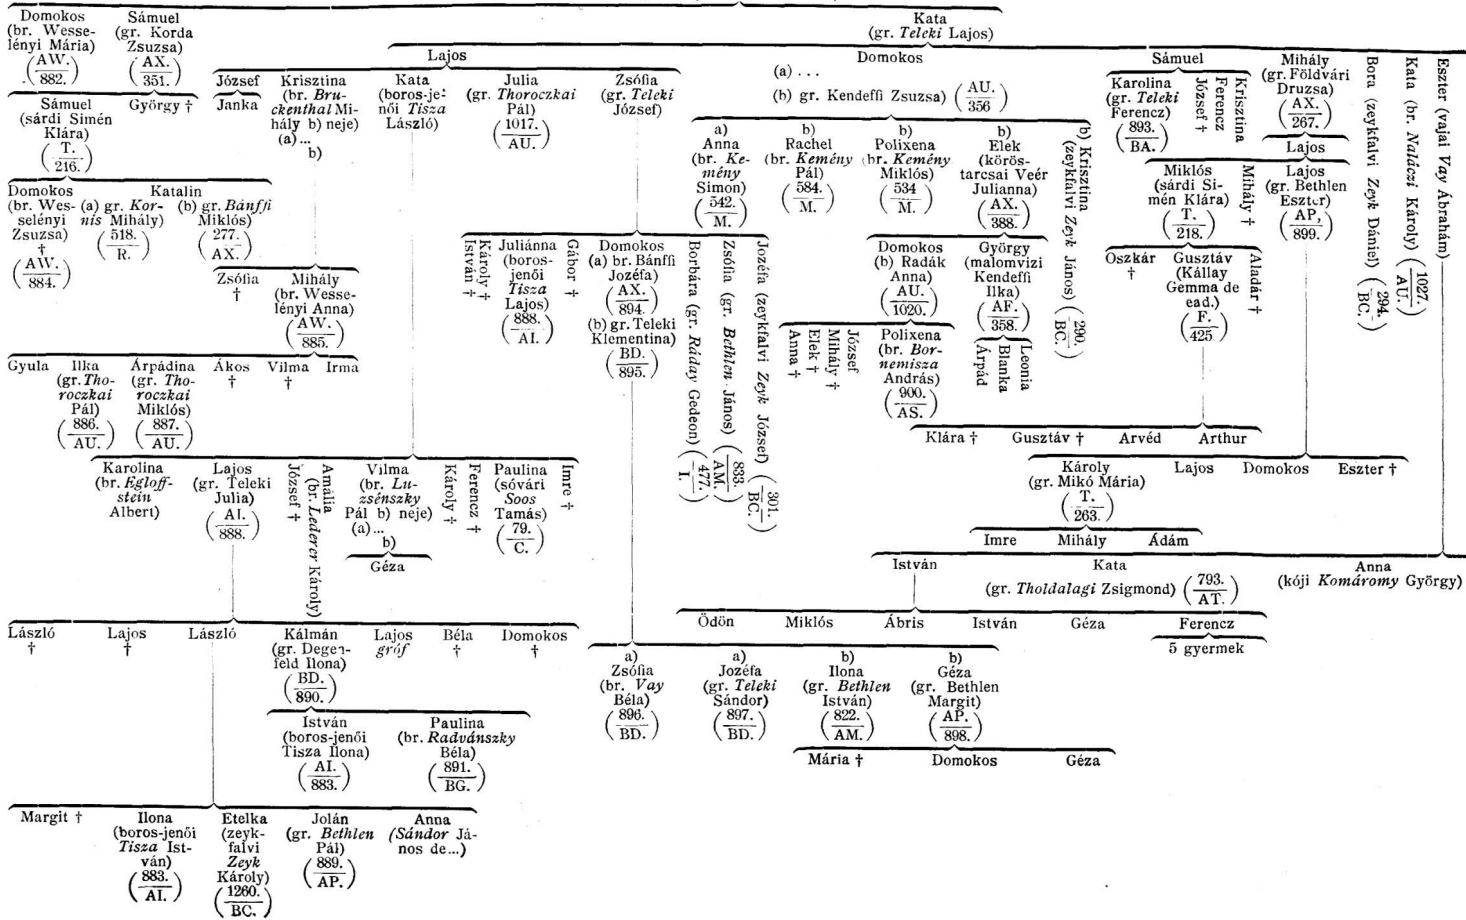 Domokos
(br. Wesse-
lényi Mária)
(AW.
882.)
Sámuel
(gr. Korda
Zsuzsa)
(AX.
351.)
Kata
(gr. Teleki Lajos)
Lajos
Domokos
(a) . . .
(b) gr. Kendeffi Zsuzsa) (AU.
356)
Sámuel
Mihály
(gr. Földvári
Druzsa)
(AX.
267.)
Bora (zeykfalvi Zeyk Dániel) (294.
BC.)
Kata (br. Naláczi Károly) (1027.
AU.)
Eszter (vajai Vay Ábrahám)
Sámuel
(sárdi Simén
Klára)
(T.
216.)
György †
József
Janka
Krisztina
(br. Bru-
ckenthal Mi-
hály b) neje)
(a) ...
b)
Kata
(boros-je-
női Tisza
László)
Julia
(gr. Thoroczkai
Pál)
(1017.
AU.)
Zsófia
(gr. Teleki
József)
a)
Anna
(br. Ke-
mény
Simon)
(542.
M.)
b)
Rachel
(br. Kemény
Pál)
(584.
M.)
b)
Polixena
(br. Kemény
Miklós)
(534
M.)
b)
Elek
(körös-
tarcsai Veér
Julianna)
(AX.
388.)
b) Krisztina
(zeykfalvi Zeyk János) (290.
BC.)
Karolina
(gr. Teleki
Ferencz)
(893.
BA.)
József †
Ferencz
Krisztina
Lajos
Domokos
(br. Wes-
selényi
Zsuzsa)
†
(AW.
884.)
Katalin
(a) gr. Kor-
nis Mihály)
(518.
R.)
(b) gr. Bánffi
Miklós)
(277.
AX.)
Zsófia
†
Mihály
(br. Wesse-
lényi Anna)
(AW.
885.)
István †
Károly †
Juliánna
(boros-
jenői
Tisza
Lajos)
(888.
AI.)
Gábor †
Domokos
(a) br. Bánffi
Jozéfa)
(AX.
894.)
(b) gr. Teleki
Klementina)
(BD.
895.)
Borbára (gr. Ráday Gedeon) (477.
I.)
Zsófia (gr. Bethlen János) (833.
AM.)
Jozéfa (zeykfalvi Zeyk József) (301.
BC.)
Domokos
(b) Radák
Anna)
(AU.
1020.)
György
(malomvizi
Kendeffi
Ilka)
(AF.
358.)
Miklós
(sárdi Si-
mén Klára)
(T.
218.)
Mihály †
Lajos
(gr. Bethlen
Eszter)
(AP,
899.)
Anna †
Elek †
Mihály †
József
Polixena
(br. Bor-
nemisza
András)
(900.
AS.)
Árpád
Blanka
Leonia
Oszkár
†
Gusztáv
(Kállay
Gemma de
ead.)
(F.
425.)
Aladár †
Gyula
Ilka
(gr. Tho-
roczkai
Pál)
(886.
AU.)
Árpádina
(gr. Tho-
roczkai
Miklós)
(887.
AU.)
Ákos
†
Vilma
†
Irma
Klára †
Gusztáv †
Arvéd
Arthur
Karolina
(br. Egloff-
stein
Albert)
Lajos
(gr. Teleki
Julia)
(AI.
888.)
József †
Amália
(br. Lederer Károly)
Vilma
(br. Lu-
zsénszky
Pál b) neje)
(a) ...
b)
Géza
Károly †
Ferencz †
Paulina
(sóvári
Soos
Tamás)
(79.
C.)
Imre †
Károly
(gr. Mikó Mária)
(T.
263.)
Lajos
Domokos
Eszter †
Imre
Mihály
Ádám
István
Kata
(gr. Tholdalagi Zsigmond) (793.
AT.)
Anna
(kóji Komáromy György)
Ödön
Miklós
Ábris
István
Géza
Ferencz
5 gyermek
László
†
Lajos
†
László
Kálmán
(gr. Degen-
feld Ilona)
(BD.
890.)
Lajos
gróf
Béla
†
Domokos
†
a)
Zsófia
(br. Vay
Béla)
(896.
BD.)
a)
Jozéfa
(gr. Teleki
Sándor)
(897.
BD.)
b)
Ilona
(gr. Bethlen
István)
(822.
AM.)
b)
Géza
(gr. Bethlen
Margit)
(AP.
898.)
István
(boros-jenői
Tisza Ilona)
(AI.
883.)
Paulina
(br. Radvánszky
Béla)
(891.
BG.)
Mária †
Domokos
Géza
Margit †
Ilona
(boros-jenői
Tisza Ist-
ván)
(883.
AI.)
Etelka
(zeyk-
falvi
Zeyk
Károly)
(1260.
BC.)
Jolán
(gr. Bethlen
Pál)
(889.
AP.)
Anna
(Sándor Já-
nos de...)